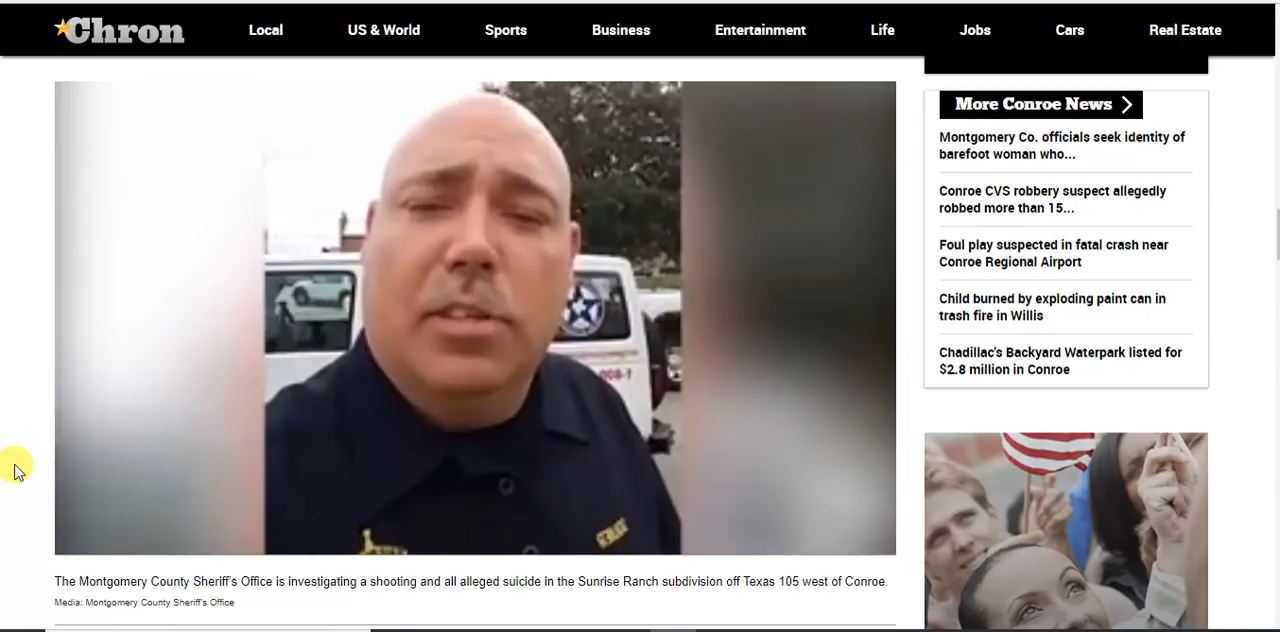 Chron
Local
US & World
Sports
Business
Entertainment
Life
Jobs
Cars
Real Estate
More Conroe News
Montgomery Co. officials seek identity of
barefoot woman who...
Conroe CVS robbery suspect allegedly
robbed more than 15...
Foul play suspected in fatal crash near
Conroe Regional Airport
Child burned by exploding paint can in
trash fire in Willis
Chadillac's Backyard Waterpark listed for
$2.8 million in Conroe
The Montgomery County Sheriff's Office is investigating a shooting and all alleged suicide in the Sunrise Ranch subdivision off Texas 105 west of Conroe.
Media: Montgomery County Sheriff's Office